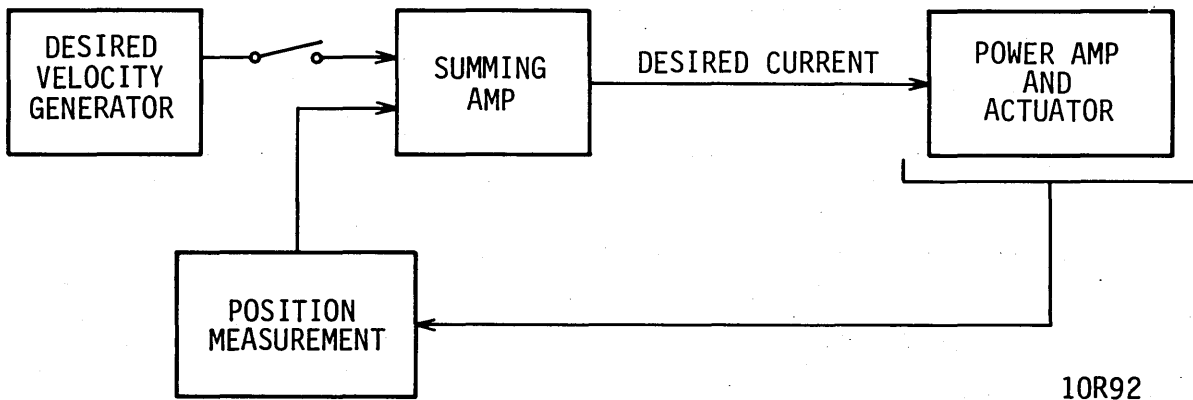 DESIRED
VELOCITY
GENERATOR
SUMMING
AMP
DESIRED CURRENT
POWER AMP
AND
ACTUATOR
POSITION
MEASUREMENT
10R92